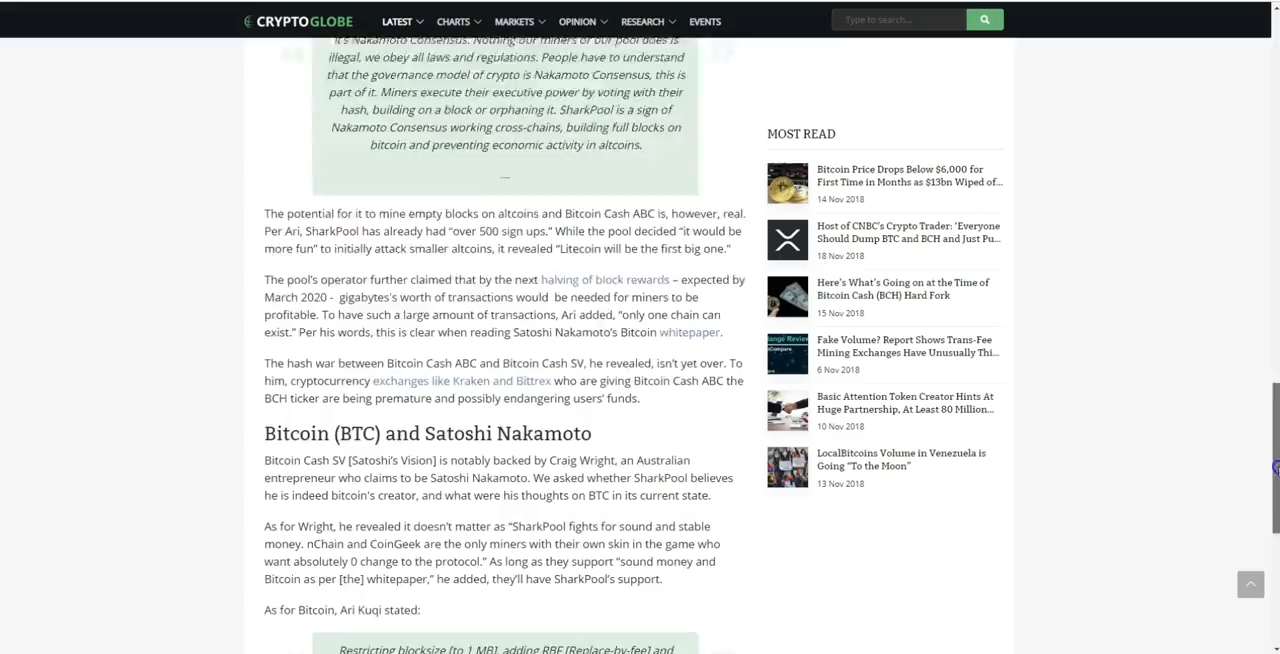 CRYPTOGLOBE LATEST CHARTS MARKETS OPINION RESEARCH EVENTS Type to search...
it's Nakamoto Consensus. Nothing our miners or our pool does is
illegal, we obey all laws and regulations. People have to understand
that the governance model of crypto is Nakamoto Consensus, this is
part of it. Miners execute their executive power by voting with their
hash, building on a block or orphaning it. SharkPool is a sign of
Nakamoto Consensus working cross-chains, building full blocks on
bitcoin and preventing economic activity in altcoins.
—
The potential for it to mine empty blocks on altcoins and Bitcoin Cash ABC is, however, real.
Per Ari, SharkPool has already had “over 500 sign ups.” While the pool decided “it would be
more fun” to initially attack smaller altcoins, it revealed “Litecoin will be the first big one.”
The pool’s operator further claimed that by the next halving of block rewards – expected by
March 2020 - gigabytes's worth of transactions would be needed for miners to be
profitable. To have such a large amount of transactions, Ari added, “only one chain can
exist.” Per his words, this is clear when reading Satoshi Nakamoto’s Bitcoin whitepaper.
The hash war between Bitcoin Cash ABC and Bitcoin Cash SV, he revealed, isn’t yet over. To
him, cryptocurrency exchanges like Kraken and Bittrex who are giving Bitcoin Cash ABC the
BCH ticker are being premature and possibly endangering users’ funds.
Bitcoin (BTC) and Satoshi Nakamoto
Bitcoin Cash SV [Satoshi’s Vision] is notably backed by Craig Wright, an Australian
entrepreneur who claims to be Satoshi Nakamoto. We asked whether SharkPool believes
he is indeed bitcoin's creator, and what were his thoughts on BTC in its current state.
As for Wright, he revealed it doesn’t matter as “SharkPool fights for sound and stable
money. nChain and CoinGeek are the only miners with their own skin in the game who
want absolutely 0 change to the protocol.” As long as they support “sound money and
Bitcoin as per [the] whitepaper,” he added, they’ll have SharkPool’s support.
As for Bitcoin, Ari Kuqi stated:
Restricting blocksize [to 1 MB], adding RBF [Replace-by-fee] and
MOST READ
Bitcoin Price Drops Below $6,000 for
First Time in Months as $13bn Wiped of...
14 Nov 2018
Host of CNBC’s Crypto Trader: ‘Everyone
Should Dump BTC and BCH and Just Pu...
18 Nov 2018
Here’s What’s Going on at the Time of
Bitcoin Cash (BCH) Hard Fork
15 Nov 2018
Fake Volume? Report Shows Trans-Fee
Mining Exchanges Have Unusually Thi...
6 Nov 2018
Basic Attention Token Creator Hints At
Huge Partnership, At Least 80 Million...
10 Nov 2018
LocalBitcoins Volume in Venezuela is
Going “To the Moon”
13 Nov 2018